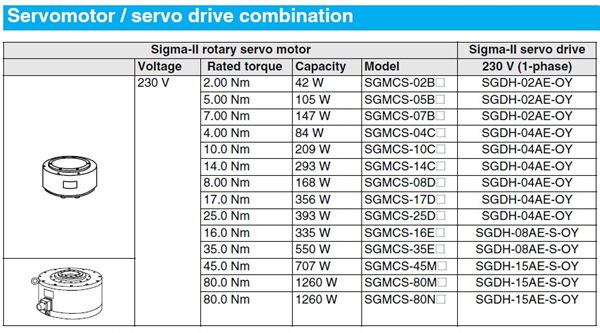 Servomotor / servo drive combination
Sigma-II rotary servo motor Sigma-II servo drive
Voltage Rated torque Capacity Model 230 V (1-phase)
230 V 2.00 Nm 42 W SGMCS-02B□ SGDH-02AE-OY
5.00 Nm 105 W SGMCS-05B□ SGDH-02AE-OY
7.00 Nm 147 W SGMCS-07B□ SGDH-02AE-OY
4.00 Nm 84 W SGMCS-04C□ SGDH-04AE-OY
10.0 Nm 209 W SGMCS-10C□ SGDH-04AE-OY
14.0 Nm 293 W SGMCS-14C□ SGDH-04AE-OY
8.00 Nm 168 W SGMCS-08D□ SGDH-04AE-OY
17.0 Nm 356 W SGMCS-17D□ SGDH-04AE-OY
25.0 Nm 393 W SGMCS-25D□ SGDH-04AE-OY
16.0 Nm 335 W SGMCS-16E□ SGDH-08AE-S-OY
35.0 Nm 550 W SGMCS-35E□ SGDH-08AE-S-OY
45.0 Nm 707 W SGMCS-45M□ SGDH-15AE-S-OY
80.0 Nm 1260 W SGMCS-80M□ SGDH-15AE-S-OY
80.0 Nm 1260 W SGMCS-80N□ SGDH-15AE-S-OY